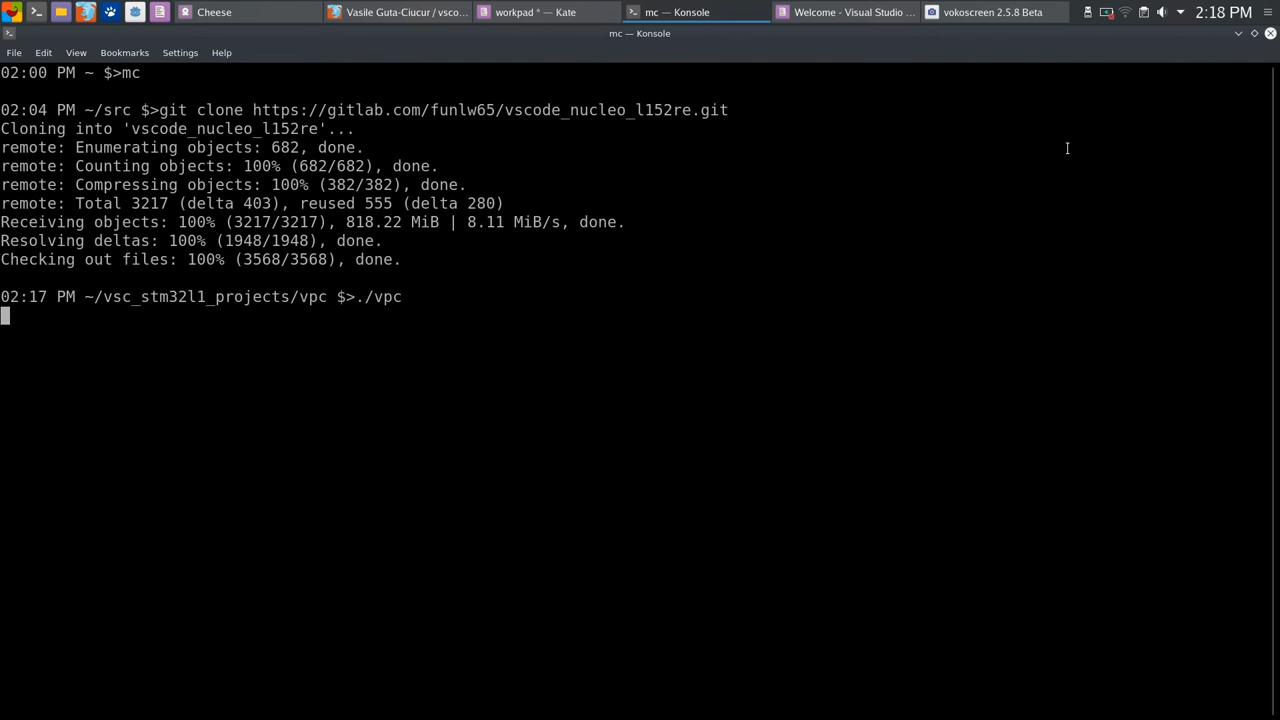 Cheese
Vasile Guta-Ciucur / vsco...
workpad * — Kate
mc — Konsole
Welcome - Visual Studio ...
vokoscreen 2.5.8 Beta
2:18 PM
mc — Konsole
File Edit View Bookmarks Settings Help
02:00 PM ~ $>mc
02:04 PM ~/src $>git clone https://gitlab.com/funlw65/vscode_nucleo_l152re.git
Cloning into 'vscode_nucleo_l152re'...
remote: Enumerating objects: 682, done.
remote: Counting objects: 100% (682/682), done.
remote: Compressing objects: 100% (382/382), done.
remote: Total 3217 (delta 403), reused 555 (delta 280)
Receiving objects: 100% (3217/3217), 818.22 MiB | 8.11 MiB/s, done.
Resolving deltas: 100% (1948/1948), done.
Checking out files: 100% (3568/3568), done.
02:17 PM ~/vsc_stm32l1_projects/vpc $>./vpc